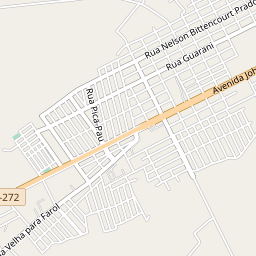 Rua Nelson Bittencourt Prado
Rua Guarani
Avenida Joh
Rua Pica-Pau
-272
a Velha para Farol